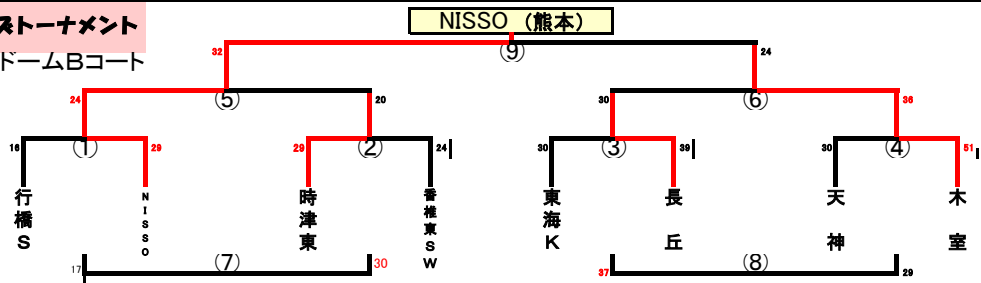 NISSO (熊本)
ズトーナメント
ドームBコート
32 (9) 24
24 (5) 20 30 (6) 36
16 (1) 29 29 (2) 24 30 (3) 39 30 (4) 51
行橋S NISSO 時津東 香椎東SW 東海K 長丘 天神 木室
17 (7) 30 37 (8) 29